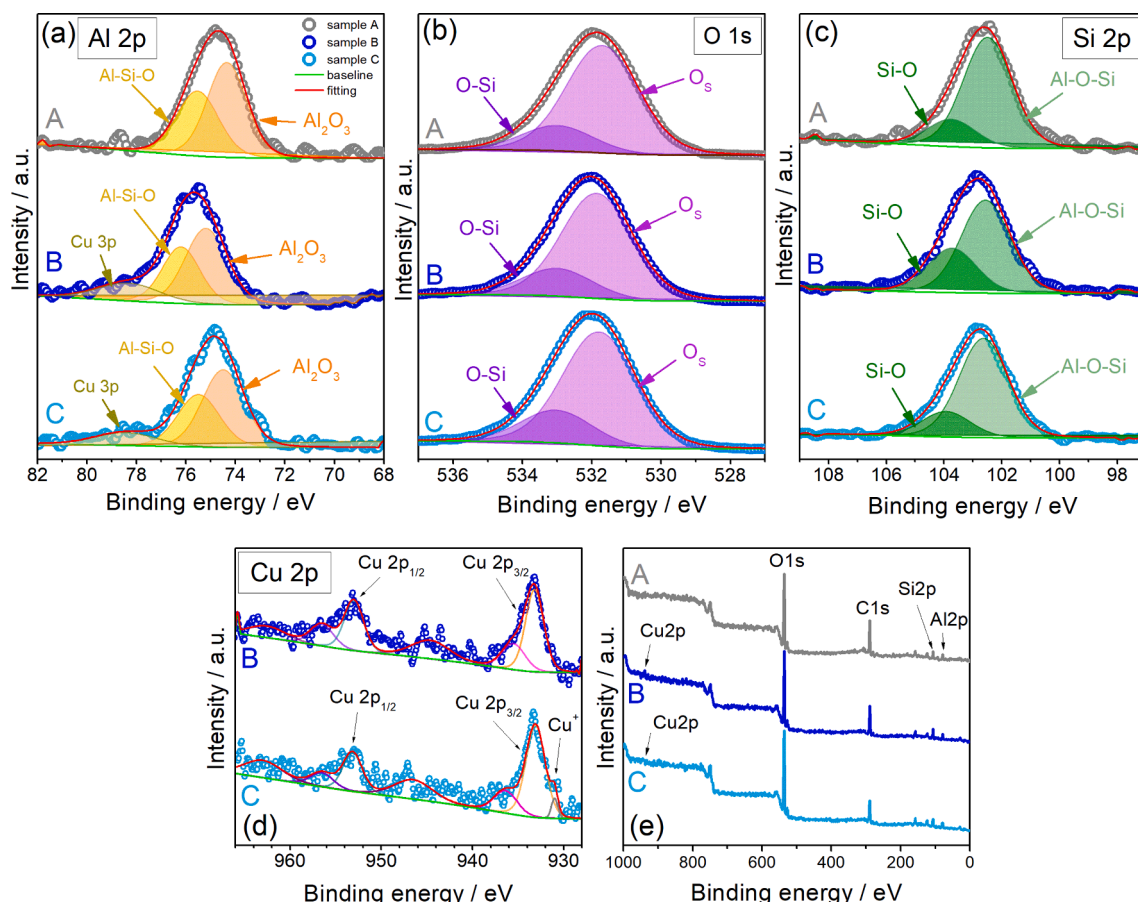 (a)
Al 2p
sample A
sample B
sample C
baseline
fitting
Al-Si-O
Al₂O₃
A
Al-Si-O
Cu 3p
Al₂O₃
B
Al-Si-O
Cu 3p
Al₂O₃
C
Intensity / a.u.
82 80 78 76 74 72 70 68
Binding energy / eV
(b)
O 1s
O-Si
Oₛ
A
O-Si
Oₛ
B
O-Si
Oₛ
C
Intensity / a.u.
536 534 532 530 528
Binding energy / eV
(c)
Si 2p
Si-O
Al-O-Si
A
Si-O
Al-O-Si
B
Si-O
Al-O-Si
C
Intensity / a.u.
108 106 104 102 100 98
Binding energy / eV
Cu 2p
Cu 2p₁/₂
Cu 2p₃/₂
B
Cu 2p₁/₂
Cu 2p₃/₂
Cu⁺
C
(d)
Intensity / a.u.
960 950 940 930
Binding energy / eV
A
O1s
C1s
Si2p
Al2p
Cu2p
B
Cu2p
C
(e)
Intensity / a.u.
1000 800 600 400 200 0
Binding energy / eV